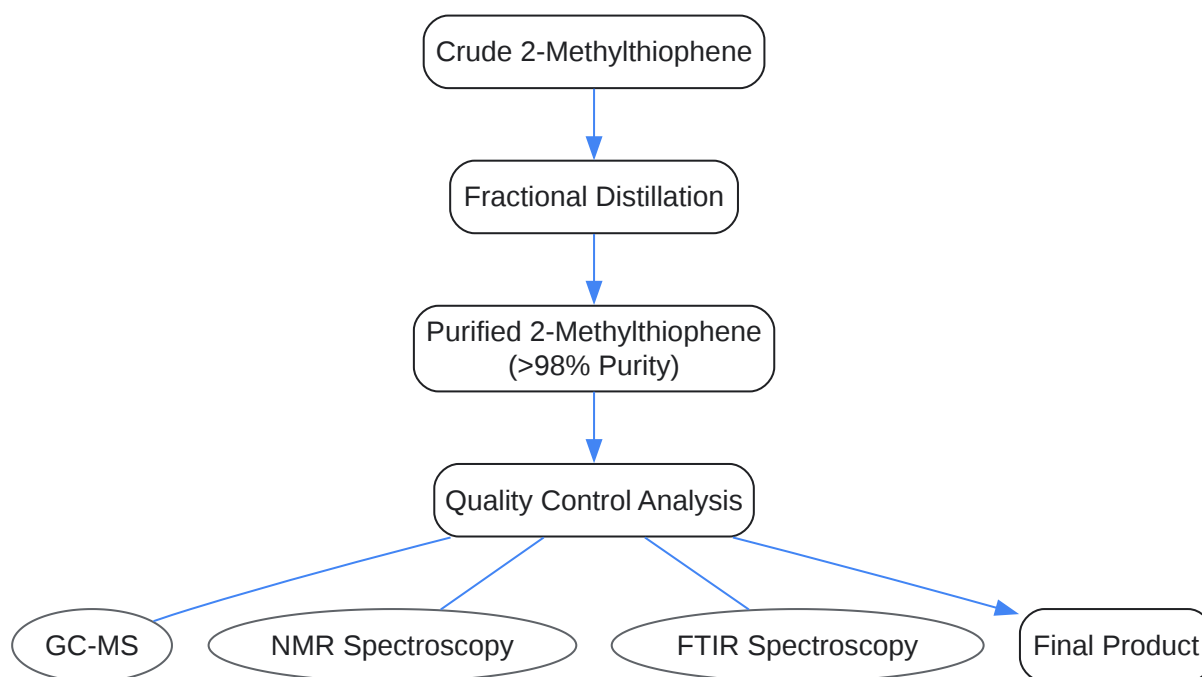 Crude 2-Methylthiophene
Fractional Distillation
Purified 2-Methylthiophene
(>98% Purity)
Quality Control Analysis
GC-MS
NMR Spectroscopy
FTIR Spectroscopy
Final Product